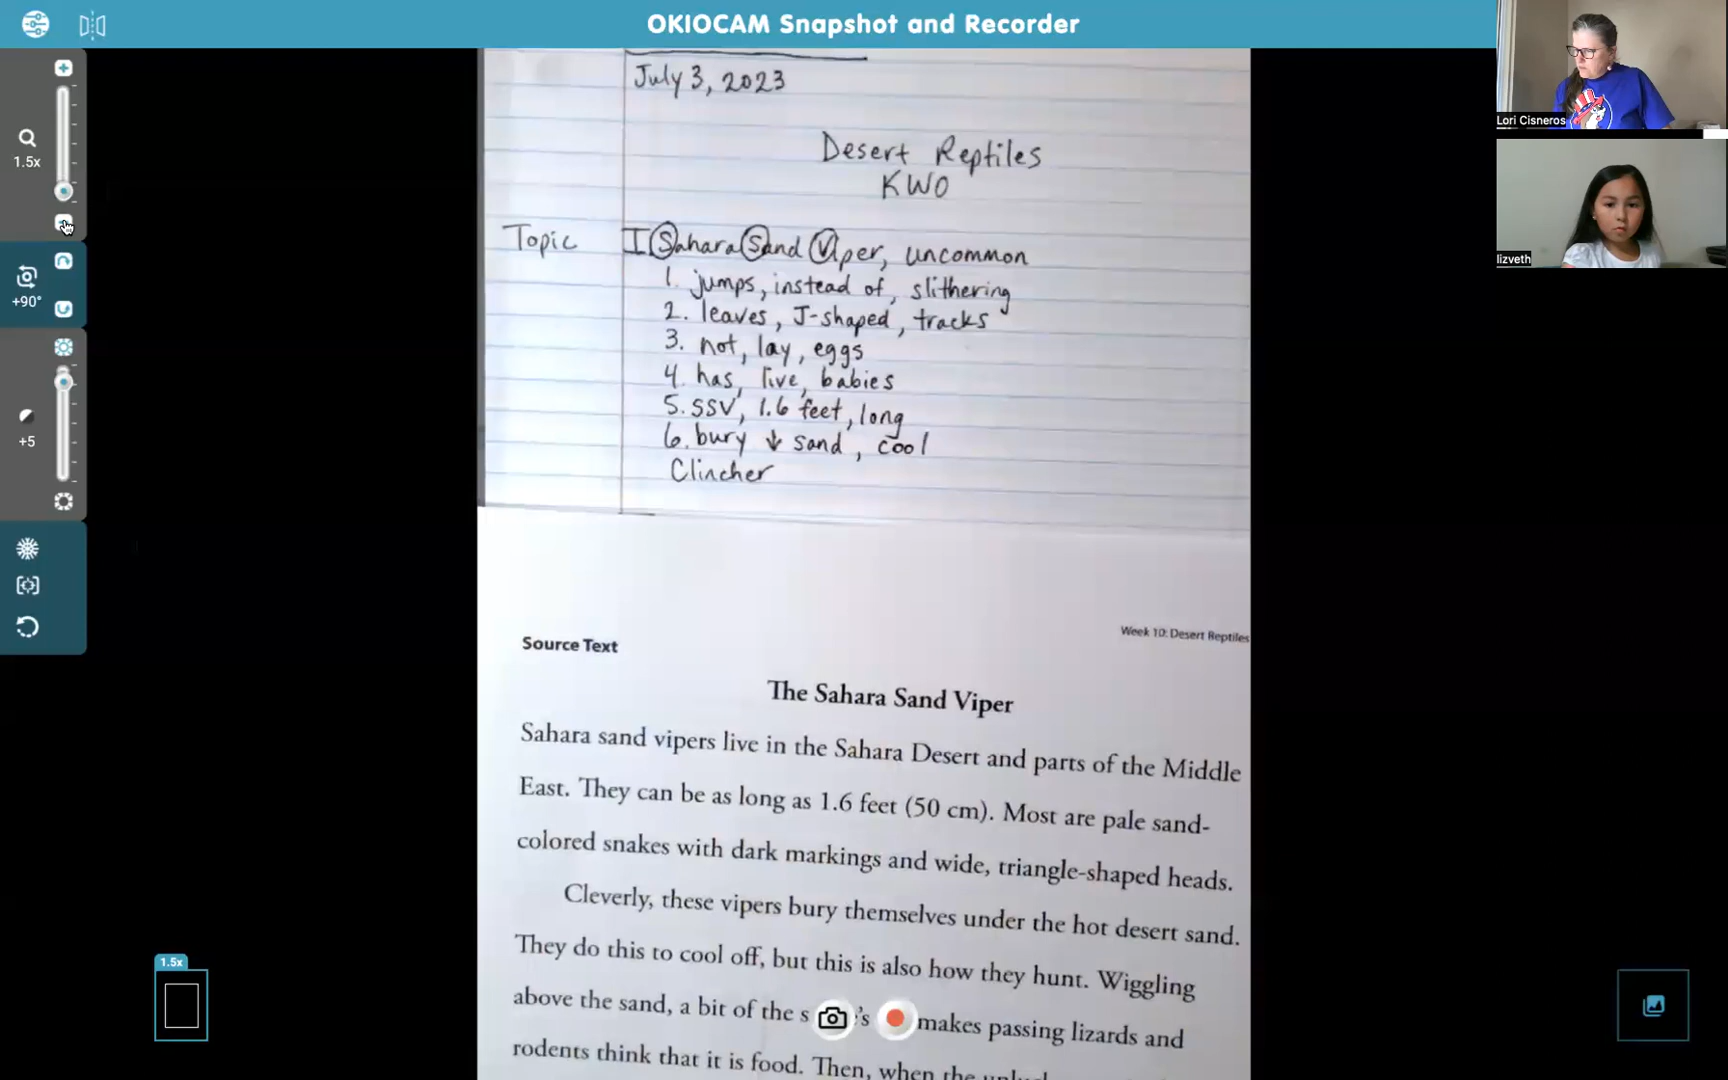 OKIOCAM Snapshot and Recorder
Lori Cisneros
lizveth
1.5x
+90°
+5
1.5x
July 3, 2023
Desert Reptiles
KWO
Topic I Sahara Sand Viper, uncommon
1. jumps, instead of, slithering
2. leaves, J-shaped, tracks
3. not, lay, eggs
4. has, live, babies
5. SSV, 1.6 feet, long
6. bury ↓ sand, cool
Clincher
Week 10: Desert Reptiles
Source Text
The Sahara Sand Viper
Sahara sand vipers live in the Sahara Desert and parts of the Middle
East. They can be as long as 1.6 feet (50 cm). Most are pale sand-
colored snakes with dark markings and wide, triangle-shaped heads.
Cleverly, these vipers bury themselves under the hot desert sand.
They do this to cool off, but this is also how they hunt. Wiggling
above the sand, a bit of the s 's makes passing lizards and
rodents think that it is food. Then, when the